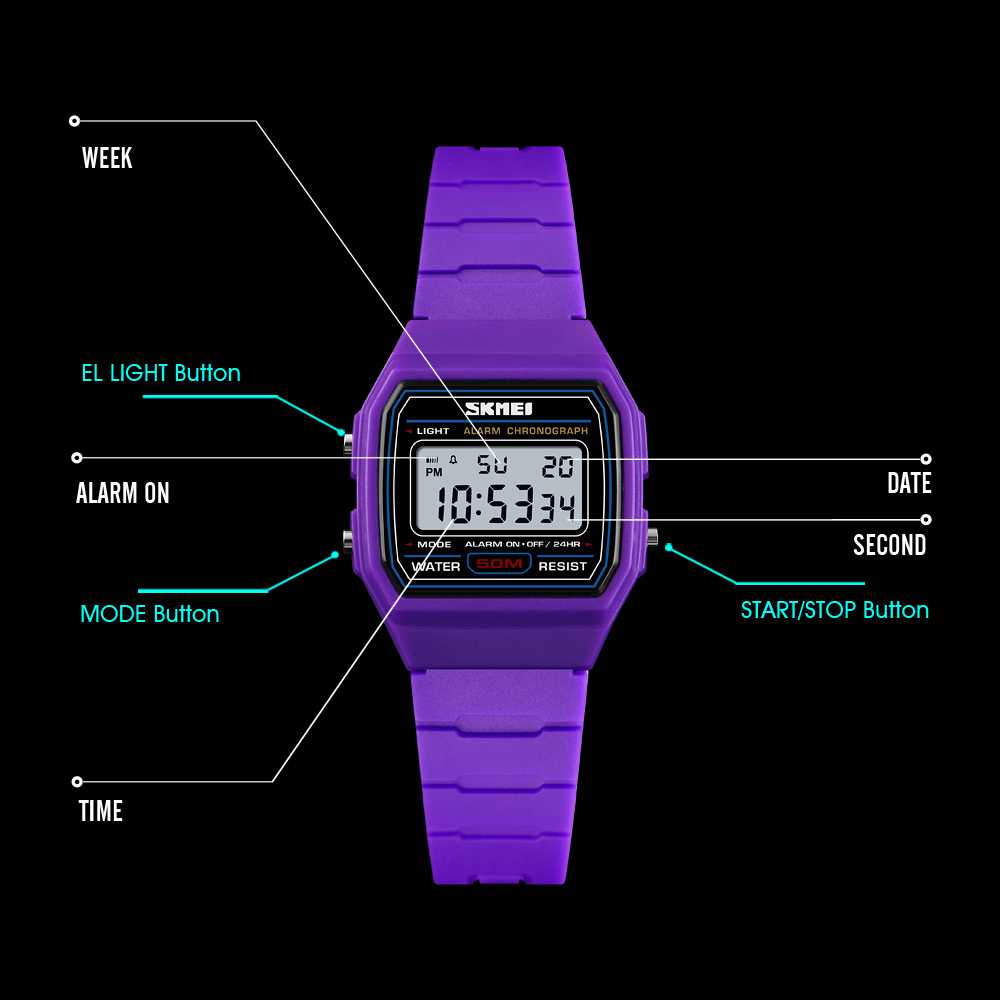 WEEK
EL LIGHT Button
ALARM ON
MODE Button
TIME
SKMEI
LIGHT
ALARM CHRONOGRAPH
PM
SU
20
10:53 34
MODE
ALARM ON•OFF/24HR
WATER
50M
RESIST
DATE
SECOND
START/STOP Button